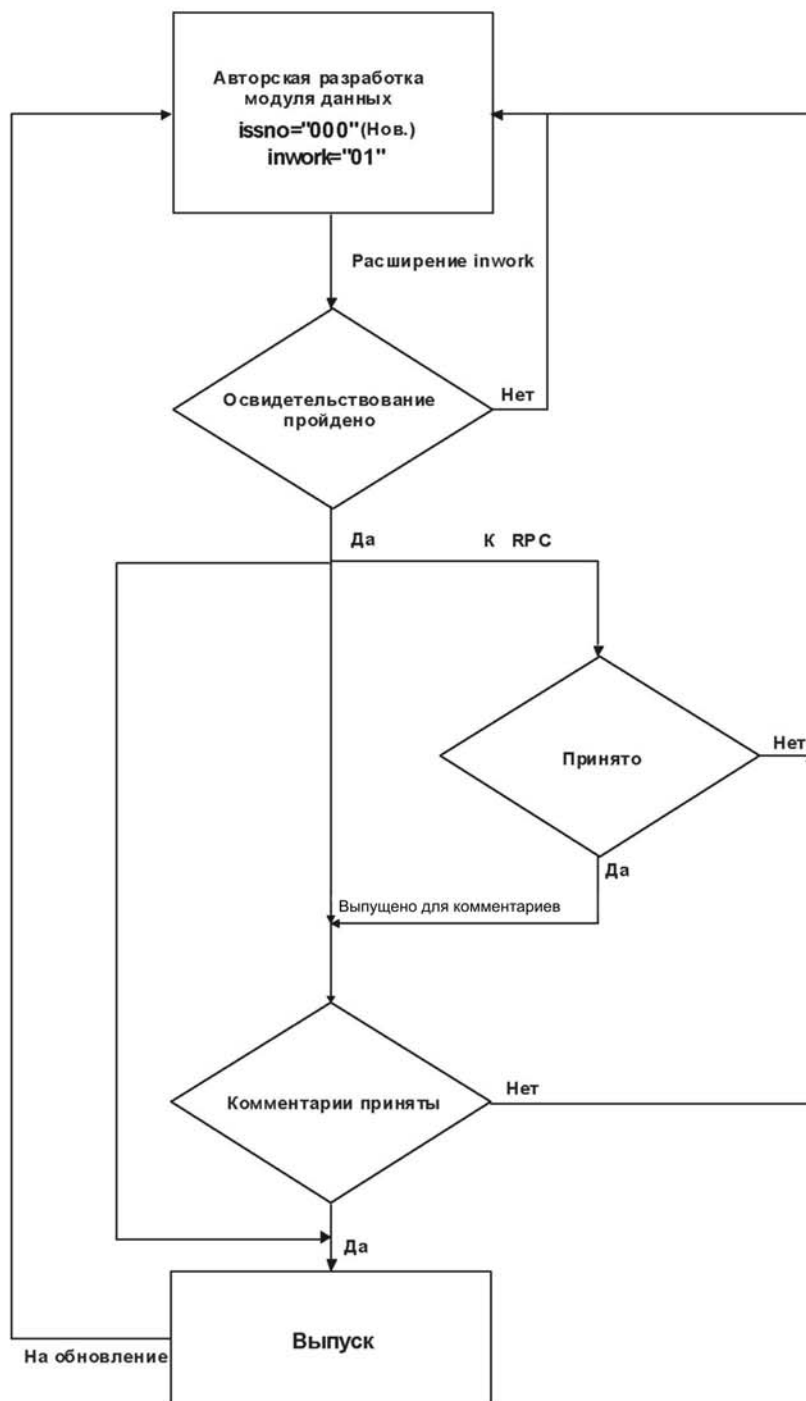 Авторская разработка
модуля данных
issno="000"(Нов.)
inwork="01"
Расширение inwork
Освидетельствование
пройдено
Нет
Да
К RPC
Принято
Нет
Да
Выпущено для комментариев
Комментарии приняты
Нет
Да
Выпуск
На обновление